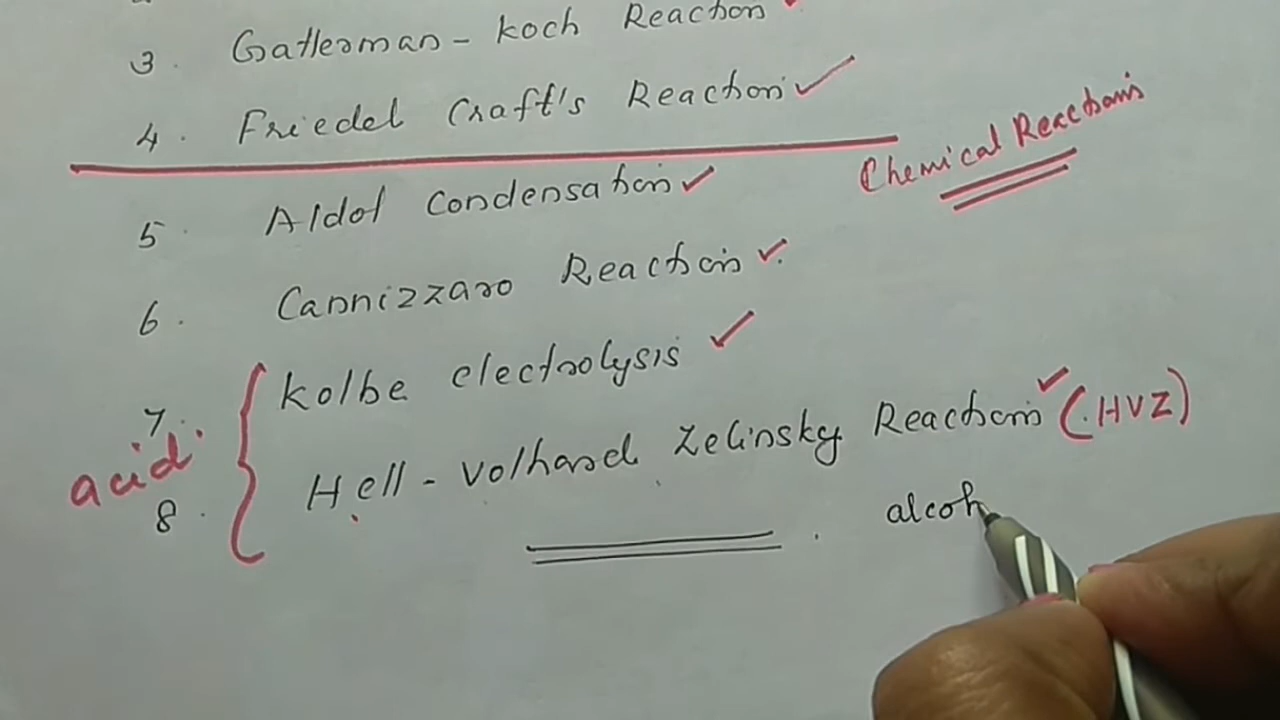 3. Gatterman - Koch Reaction
4. Friedel Craft's Reaction
Chemical Reactions
5. Aldol Condensation
6. Cannizzaro Reaction
7. Kolbe electrolysis
acid
8. Hell - Volhard Zelinsky Reaction (HVZ)
alcoh